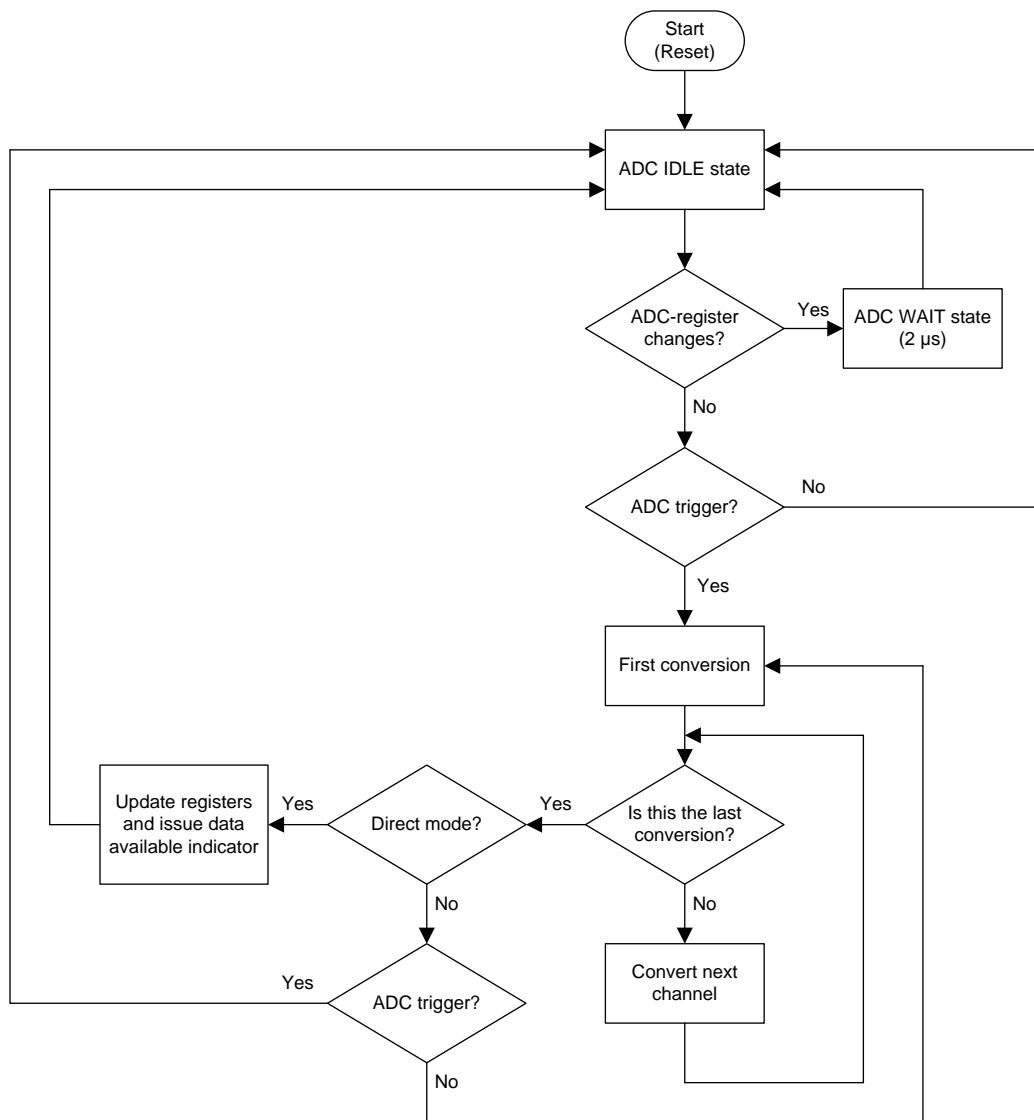 Start
(Reset)
ADC IDLE state
ADC-register
changes?
Yes
ADC WAIT state
(2 µs)
No
ADC trigger?
No
Yes
First conversion
Is this the last
conversion?
Yes
Direct mode?
Yes
Update registers
and issue data
available indicator
No
No
Convert next
channel
ADC trigger?
Yes
No